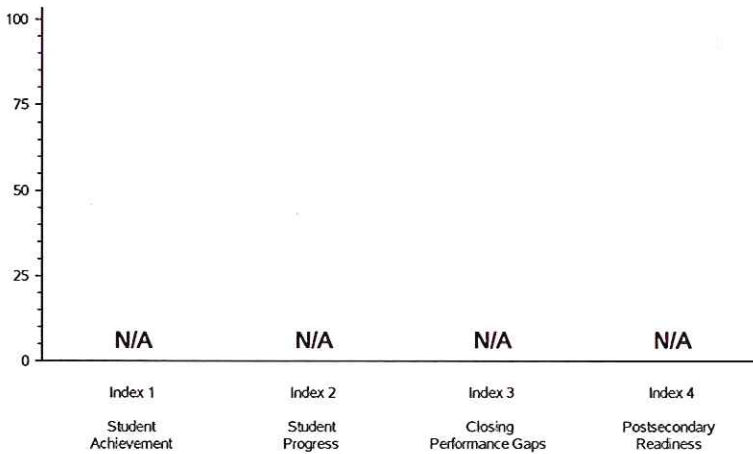 100
75
50
25
0
N/A N/A N/A N/A
Index 1 Index 2 Index 3 Index 4
Student Student Closing Postsecondary
Achievement Progress Performance Gaps Readiness